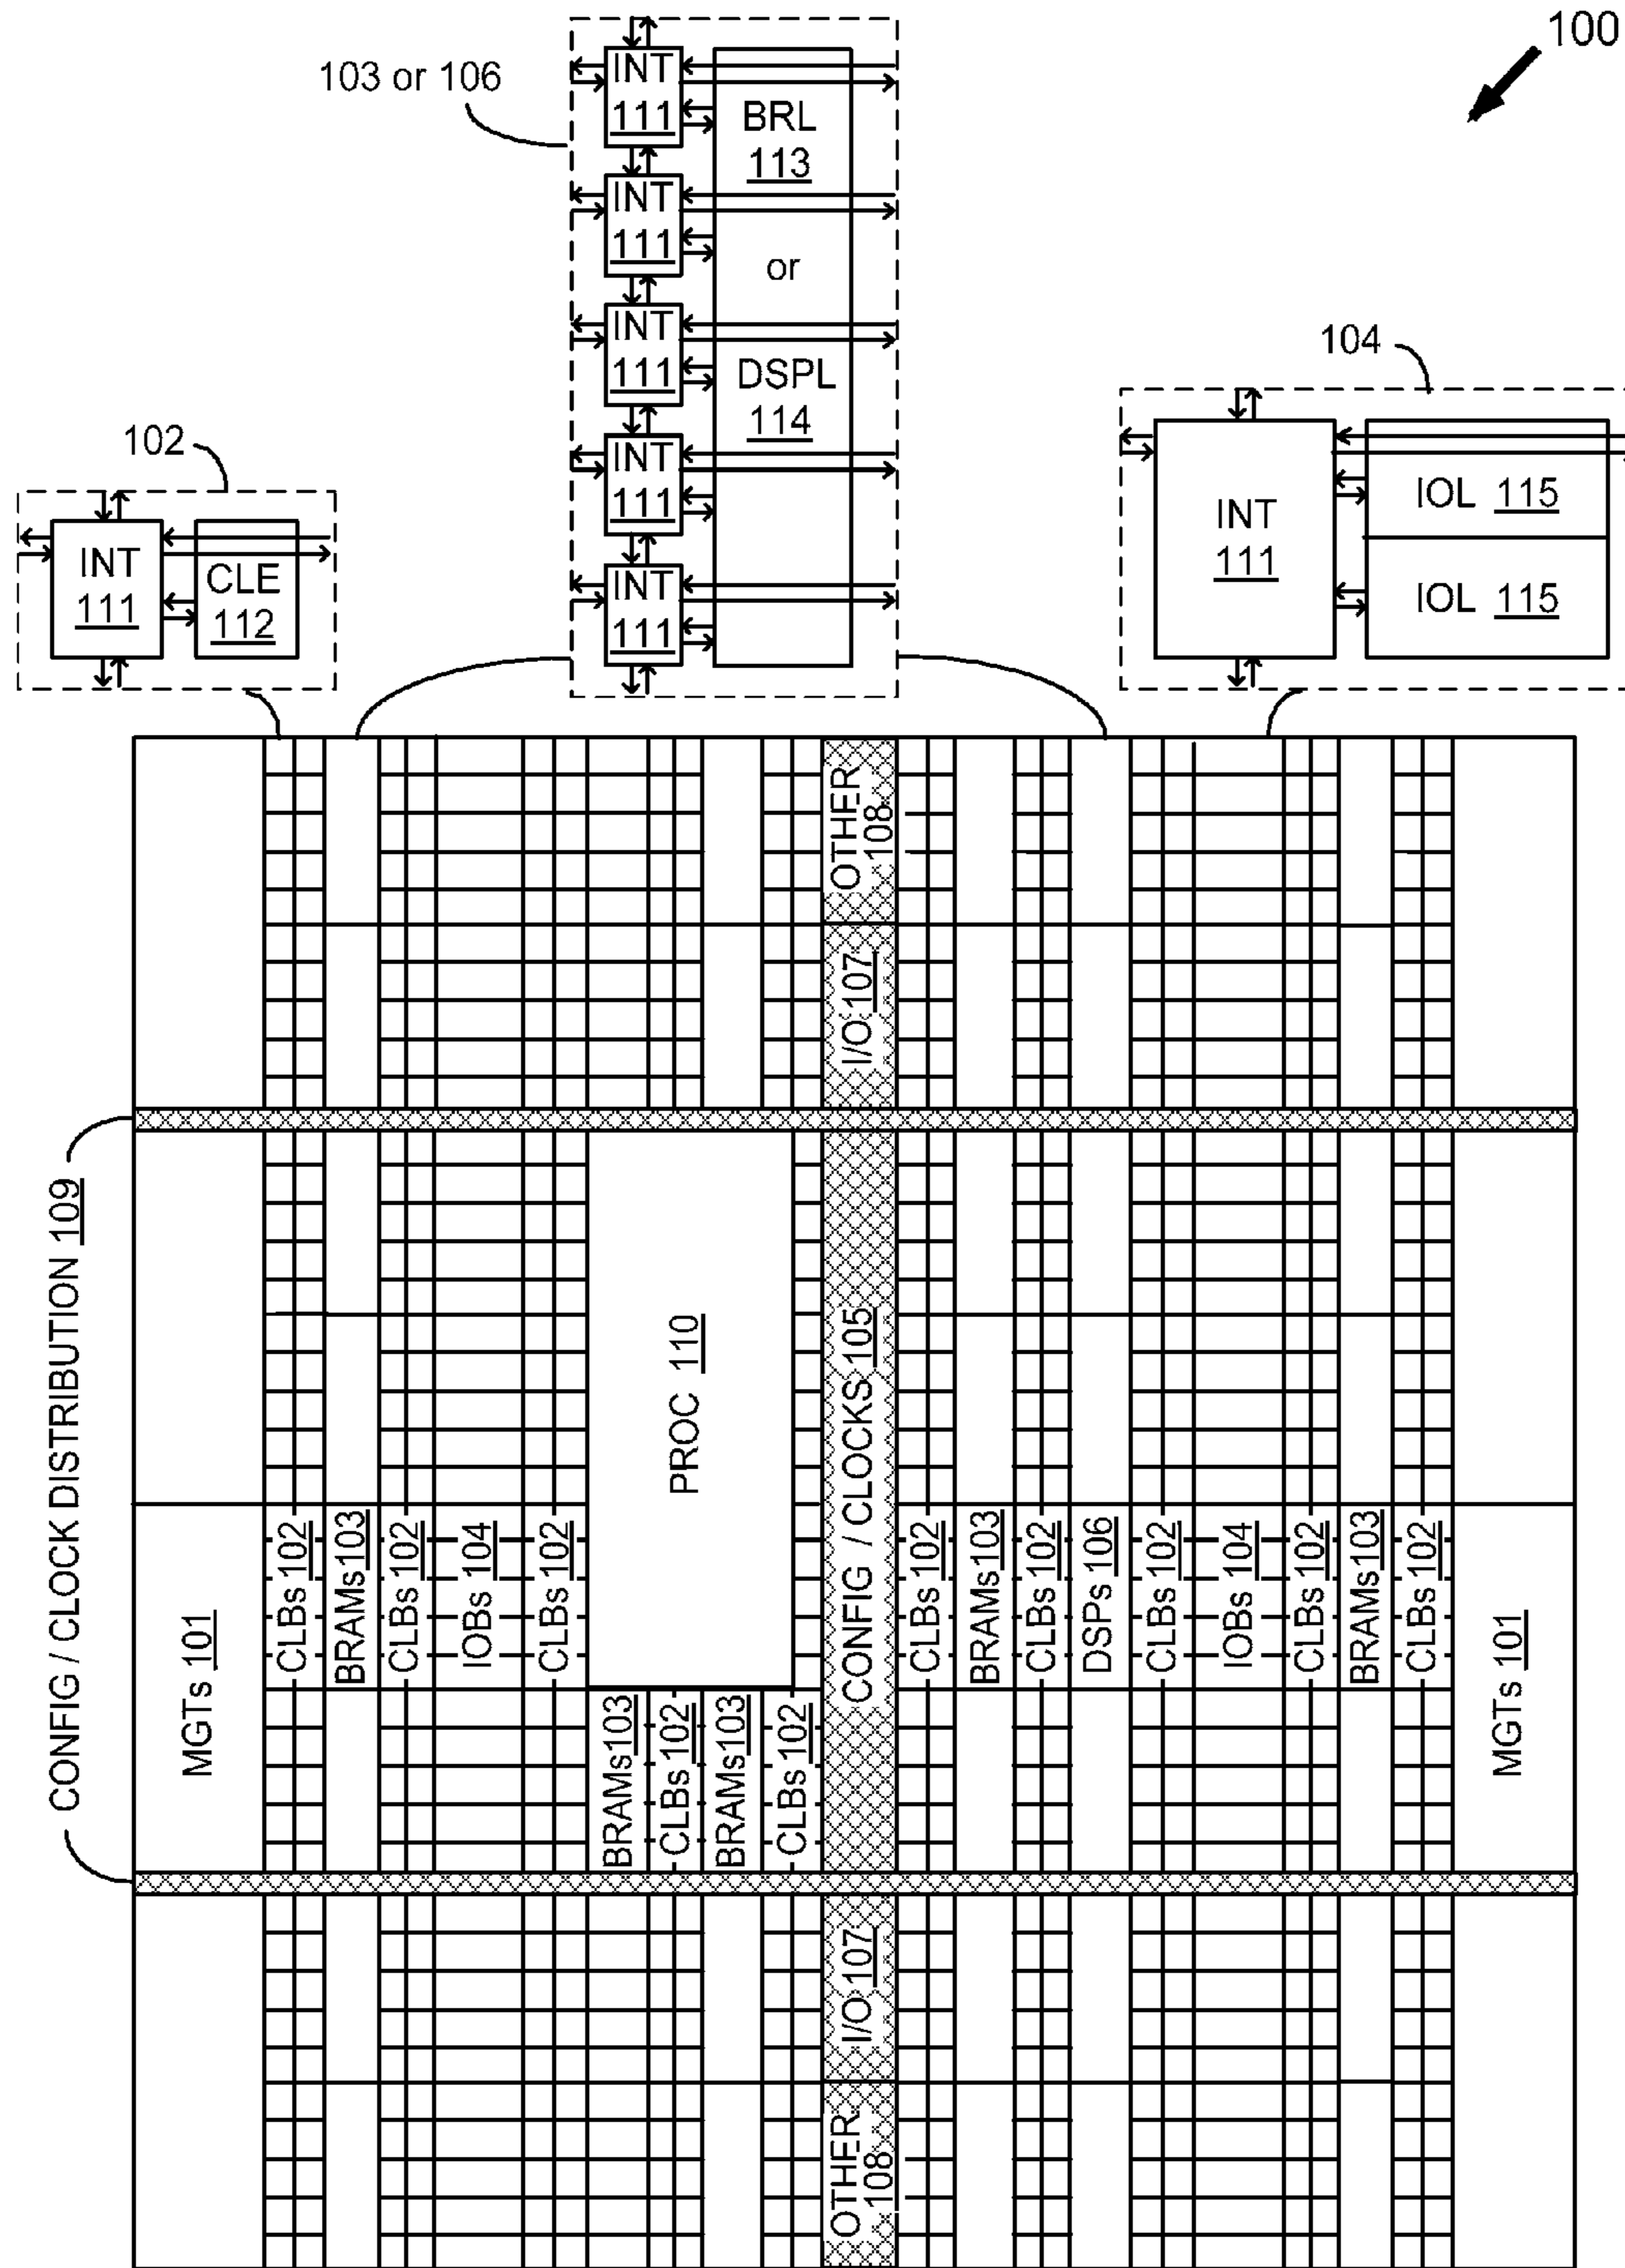 100
103 or 106
INT
111
INT
111
INT
111
INT
111
INT
111
BRL
113
or
DSPL
114
104
INT
111
IOL 115
IOL 115
102
INT
111
CLE
112
OTHER
108
I/O 107
CONFIG / CLOCK DISTRIBUTION 109
PROC 110
CONFIG / CLOCKS 105
MGTs 101
CLBs 102
BRAMs 103
CLBs 102
IOBs 104
CLBs 102
BRAMs 103
CLBs 102
BRAMs 103
CLBs 102
CLBs 102
BRAMs 103
CLBs 102
DSPs 106
CLBs 102
IOBs 104
CLBs 102
BRAMs 103
CLBs 102
MGTs 101
I/O 107
OTHER
108